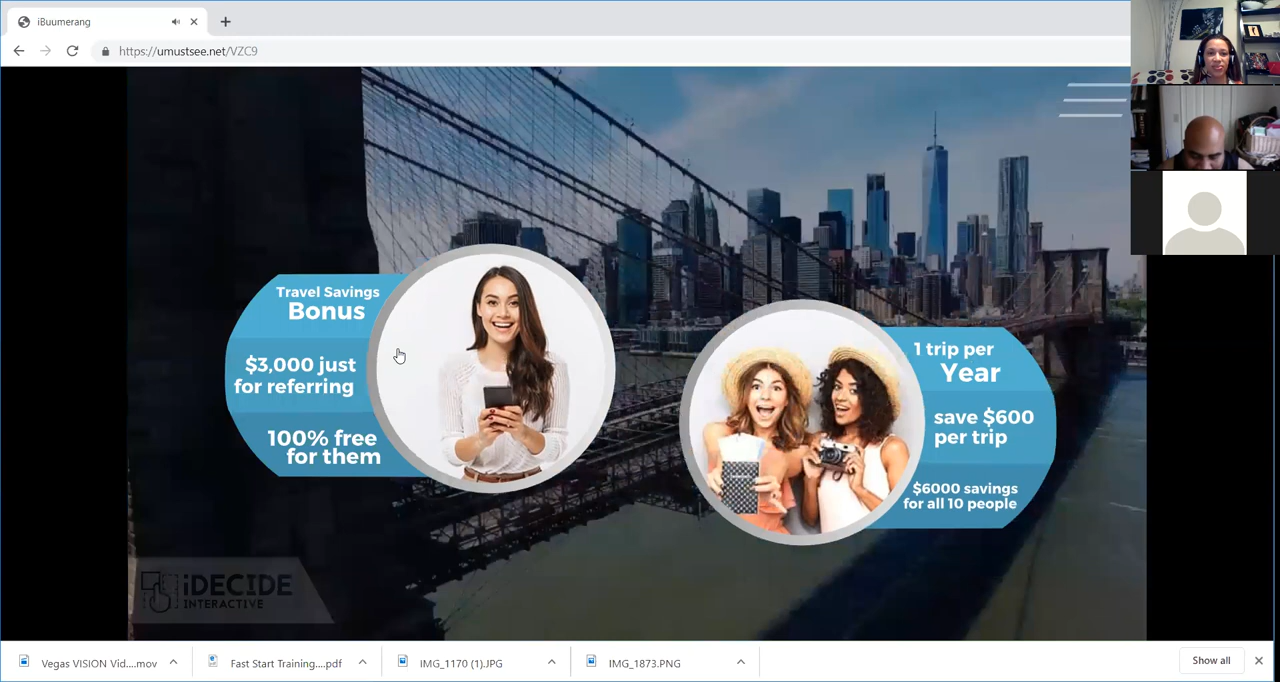 iBuumerang
https://umustsee.net/VZC9
Travel Savings
Bonus
$3,000 just
for referring
100% free
for them
1 trip per
Year
save $600
per trip
$6000 savings
for all 10 people
iDECIDE
INTERACTIVE
Vegas VISION Vid....mov
Fast Start Training....pdf
IMG_1170 (1).JPG
IMG_1873.PNG
Show all